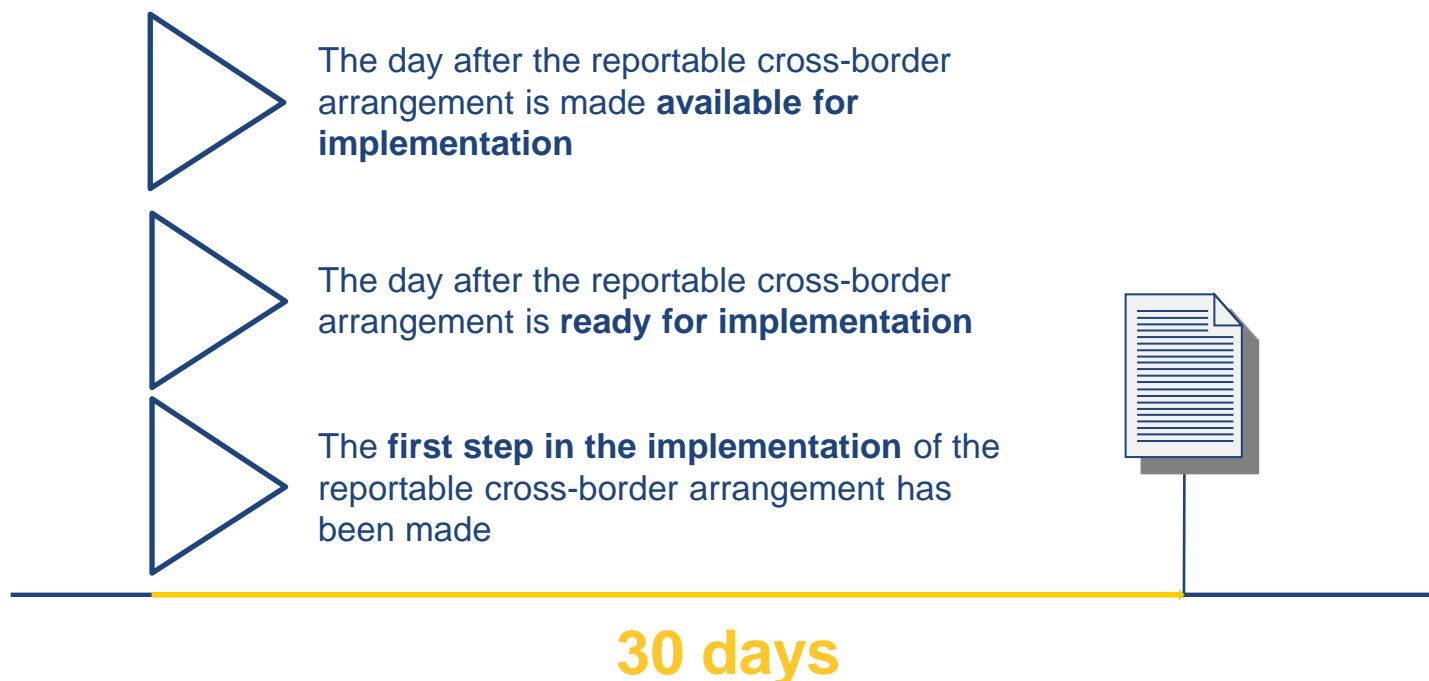 The day after the reportable cross-border
arrangement is made available for
implementation
The day after the reportable cross-border
arrangement is ready for implementation
The first step in the implementation of the
reportable cross-border arrangement has
been made
30 days